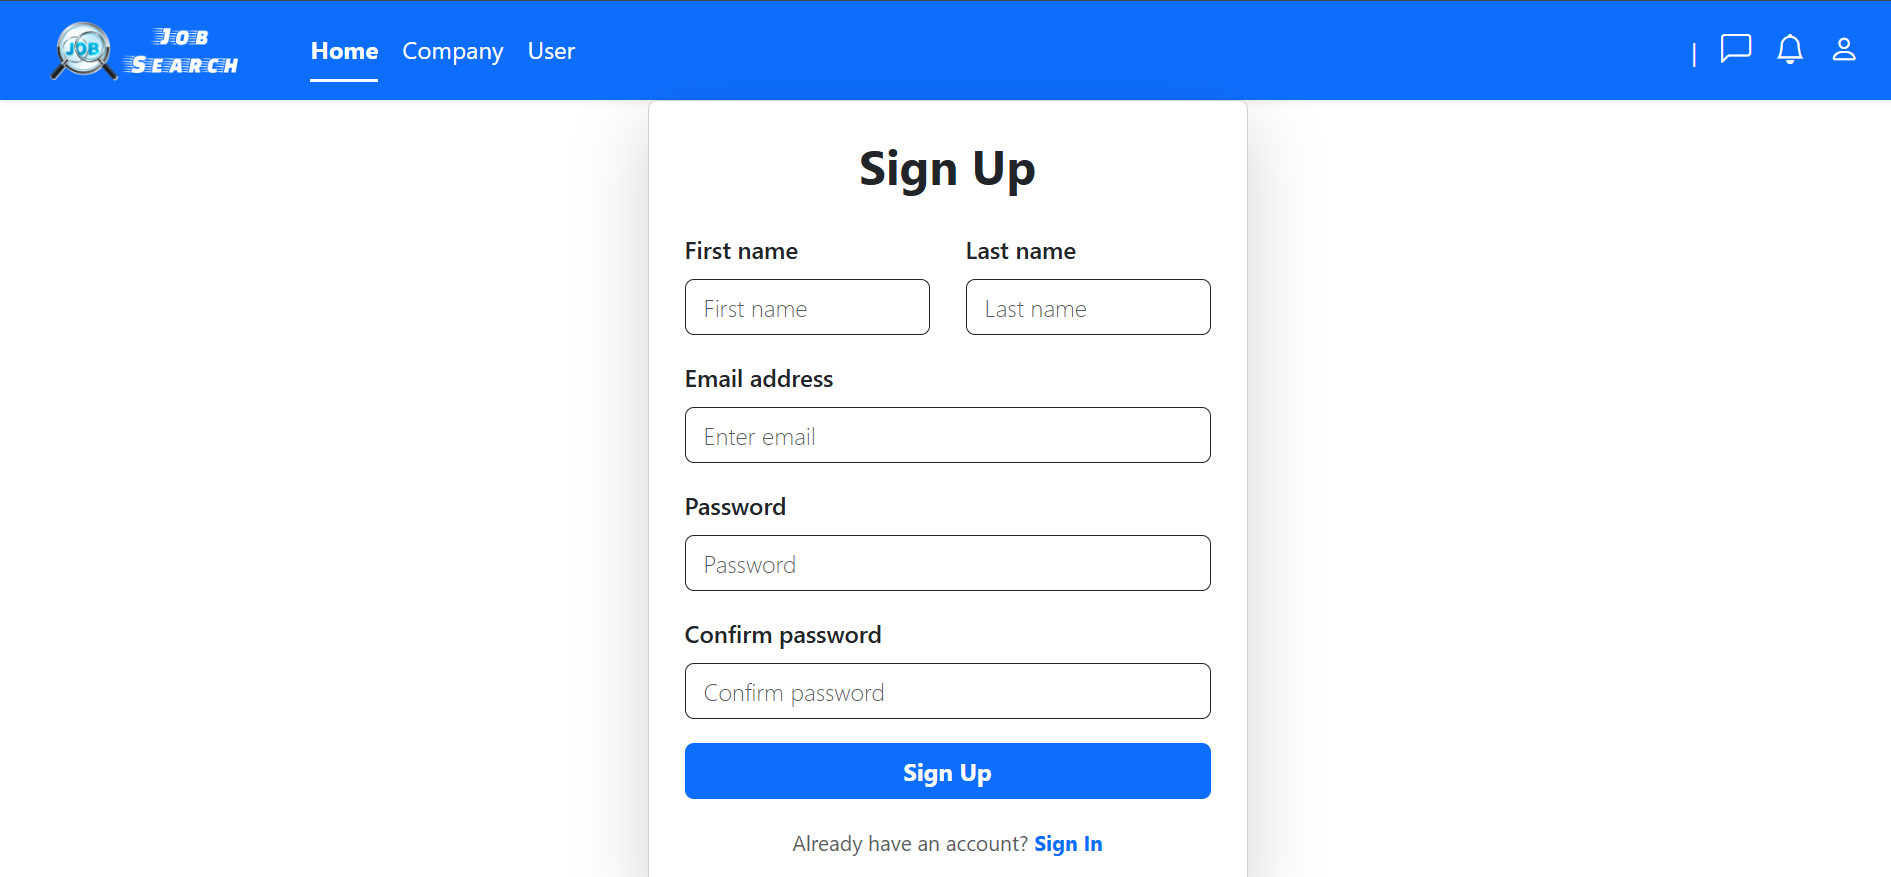 JOB
JOB
SEARCH
Home Company User
|
Sign Up
First name Last name
First name Last name
Email address
Enter email
Password
Password
Confirm password
Confirm password
Sign Up
Already have an account? Sign In